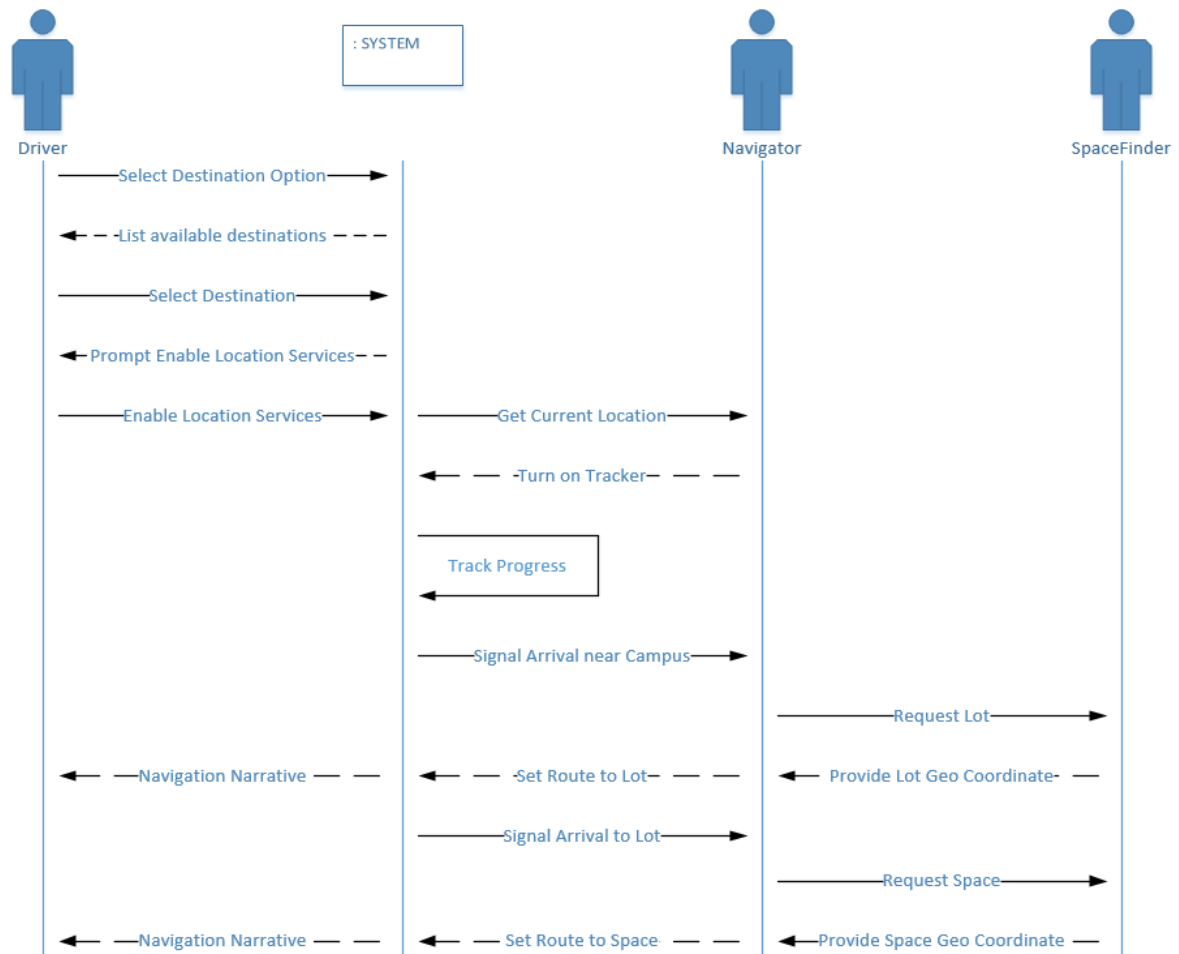 : SYSTEM
Driver
Navigator
SpaceFinder
Select Destination Option
List available destinations
Select Destination
Prompt Enable Location Services
Enable Location Services
Get Current Location
Turn on Tracker
Track Progress
Signal Arrival near Campus
Request Lot
Navigation Narrative
Set Route to Lot
Provide Lot Geo Coordinate
Signal Arrival to Lot
Request Space
Navigation Narrative
Set Route to Space
Provide Space Geo Coordinate